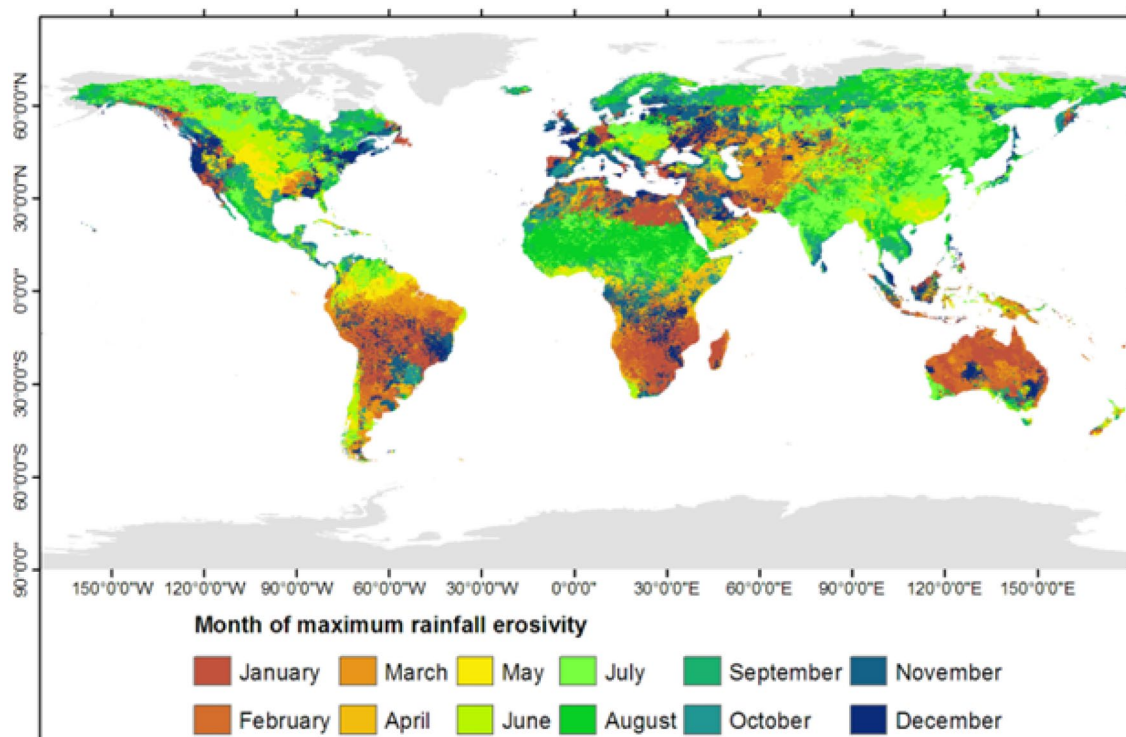 60°0'0"N
30°0'0"N
0°0'0"
30°0'0"S
60°0'0"S
90°0'0"
150°0'0"W 120°0'0"W 90°0'0"W 60°0'0"W 30°0'0"W 0°0'0" 30°0'0"E 60°0'0"E 90°0'0"E 120°0'0"E 150°0'0"E
Month of maximum rainfall erosivity
January March May July September November
February April June August October December